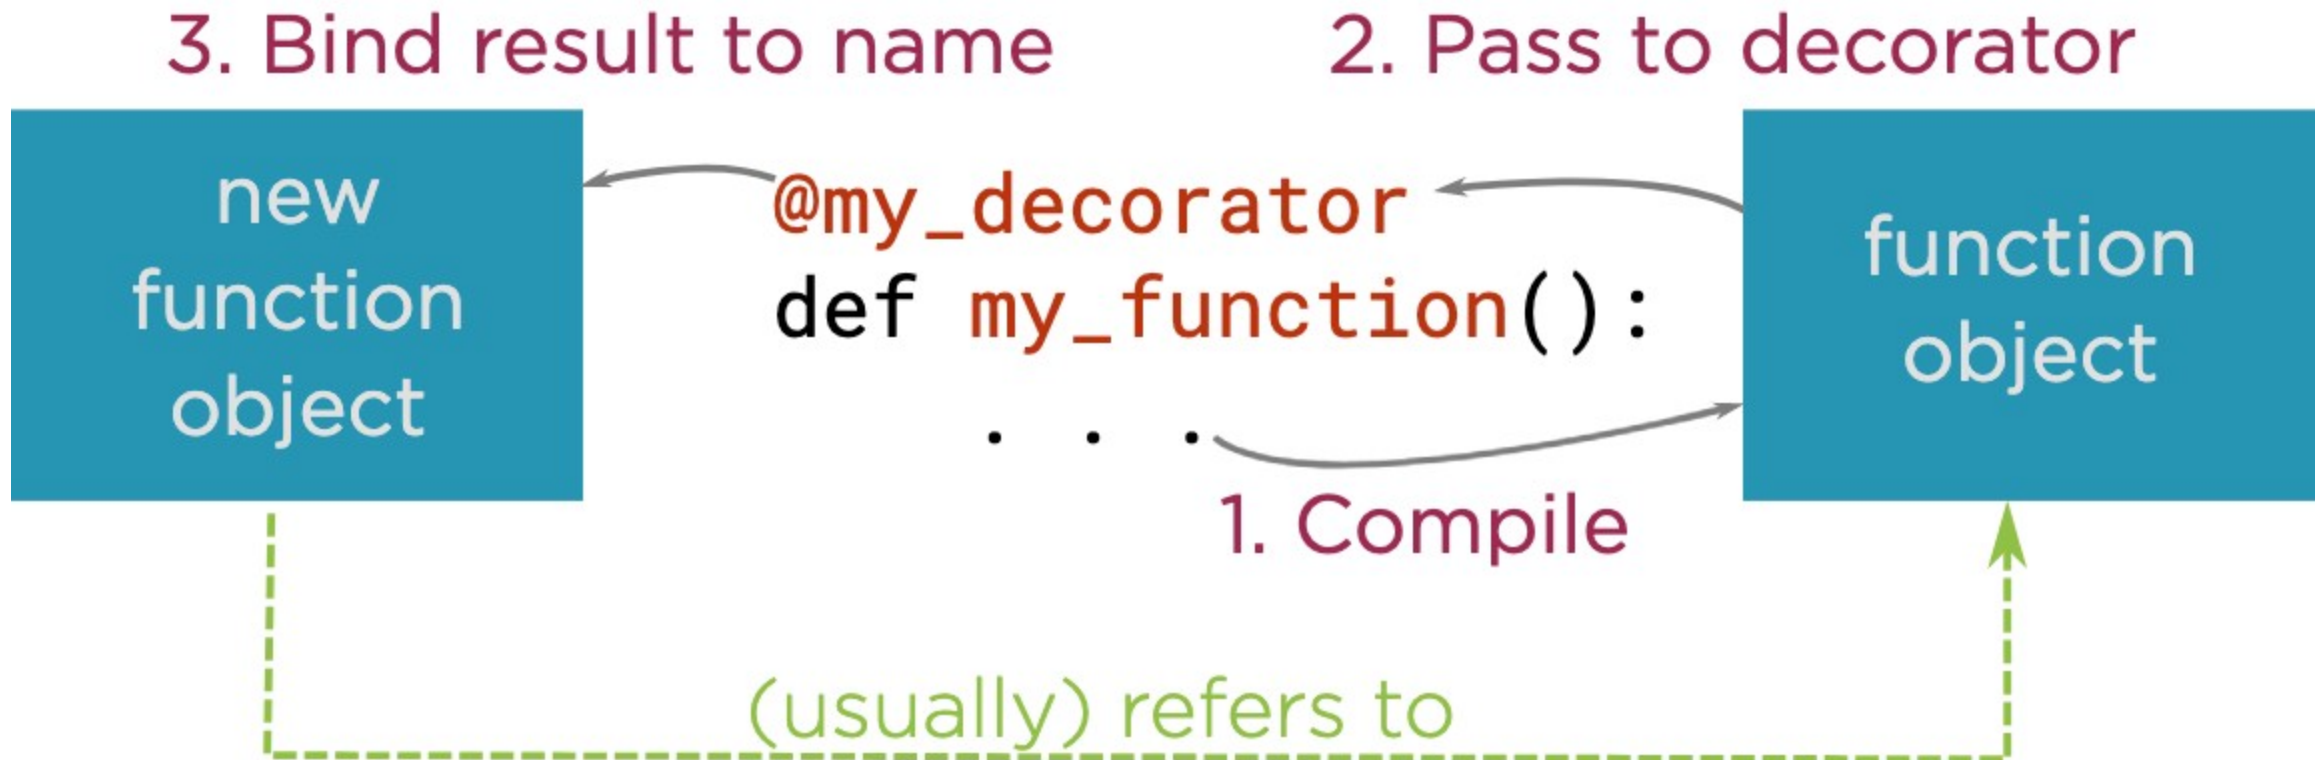 3. Bind result to name
2. Pass to decorator
new
function
object
@my_decorator
def my_function():
. . .
function
object
1. Compile
(usually) refers to